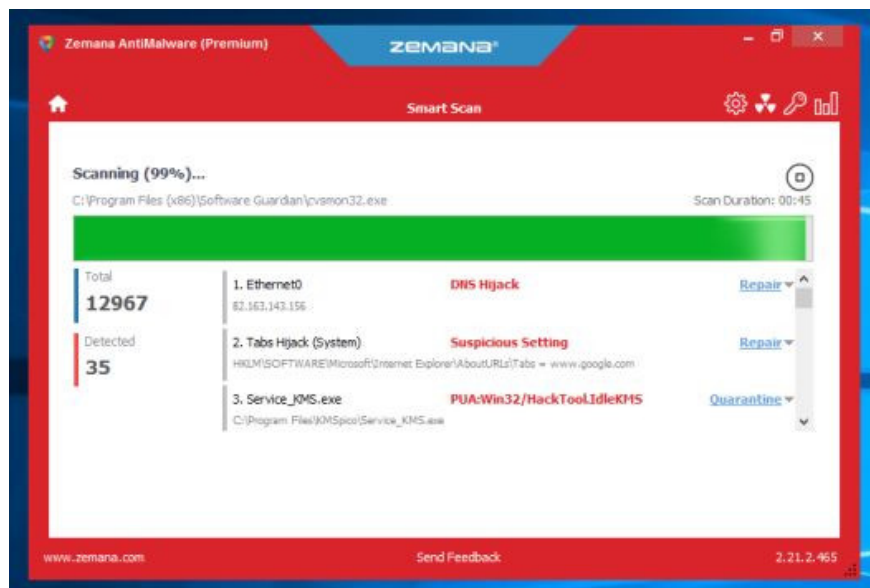 Zemana AntiMalware (Premium)
ZEMANA®
Smart Scan
Scanning (99%)...
C:\Program Files (x86)\Software Guardian\cvsmon32.exe
Scan Duration: 00:45
Total
12967
Detected
35
1. Ethernet0 DNS Hijack Repair
82.163.143.156
2. Tabs Hijack (System) Suspicious Setting Repair
HKLM\SOFTWARE\Microsoft\Internet Explorer\AboutURLs\Tabs = www.google.com
3. Service_KMS.exe PUA:Win32/HackTool.IdleKMS Quarantine
C:\Program Files\KMSpico\Service_KMS.exe
www.zemana.com Send Feedback 2.21.2.465